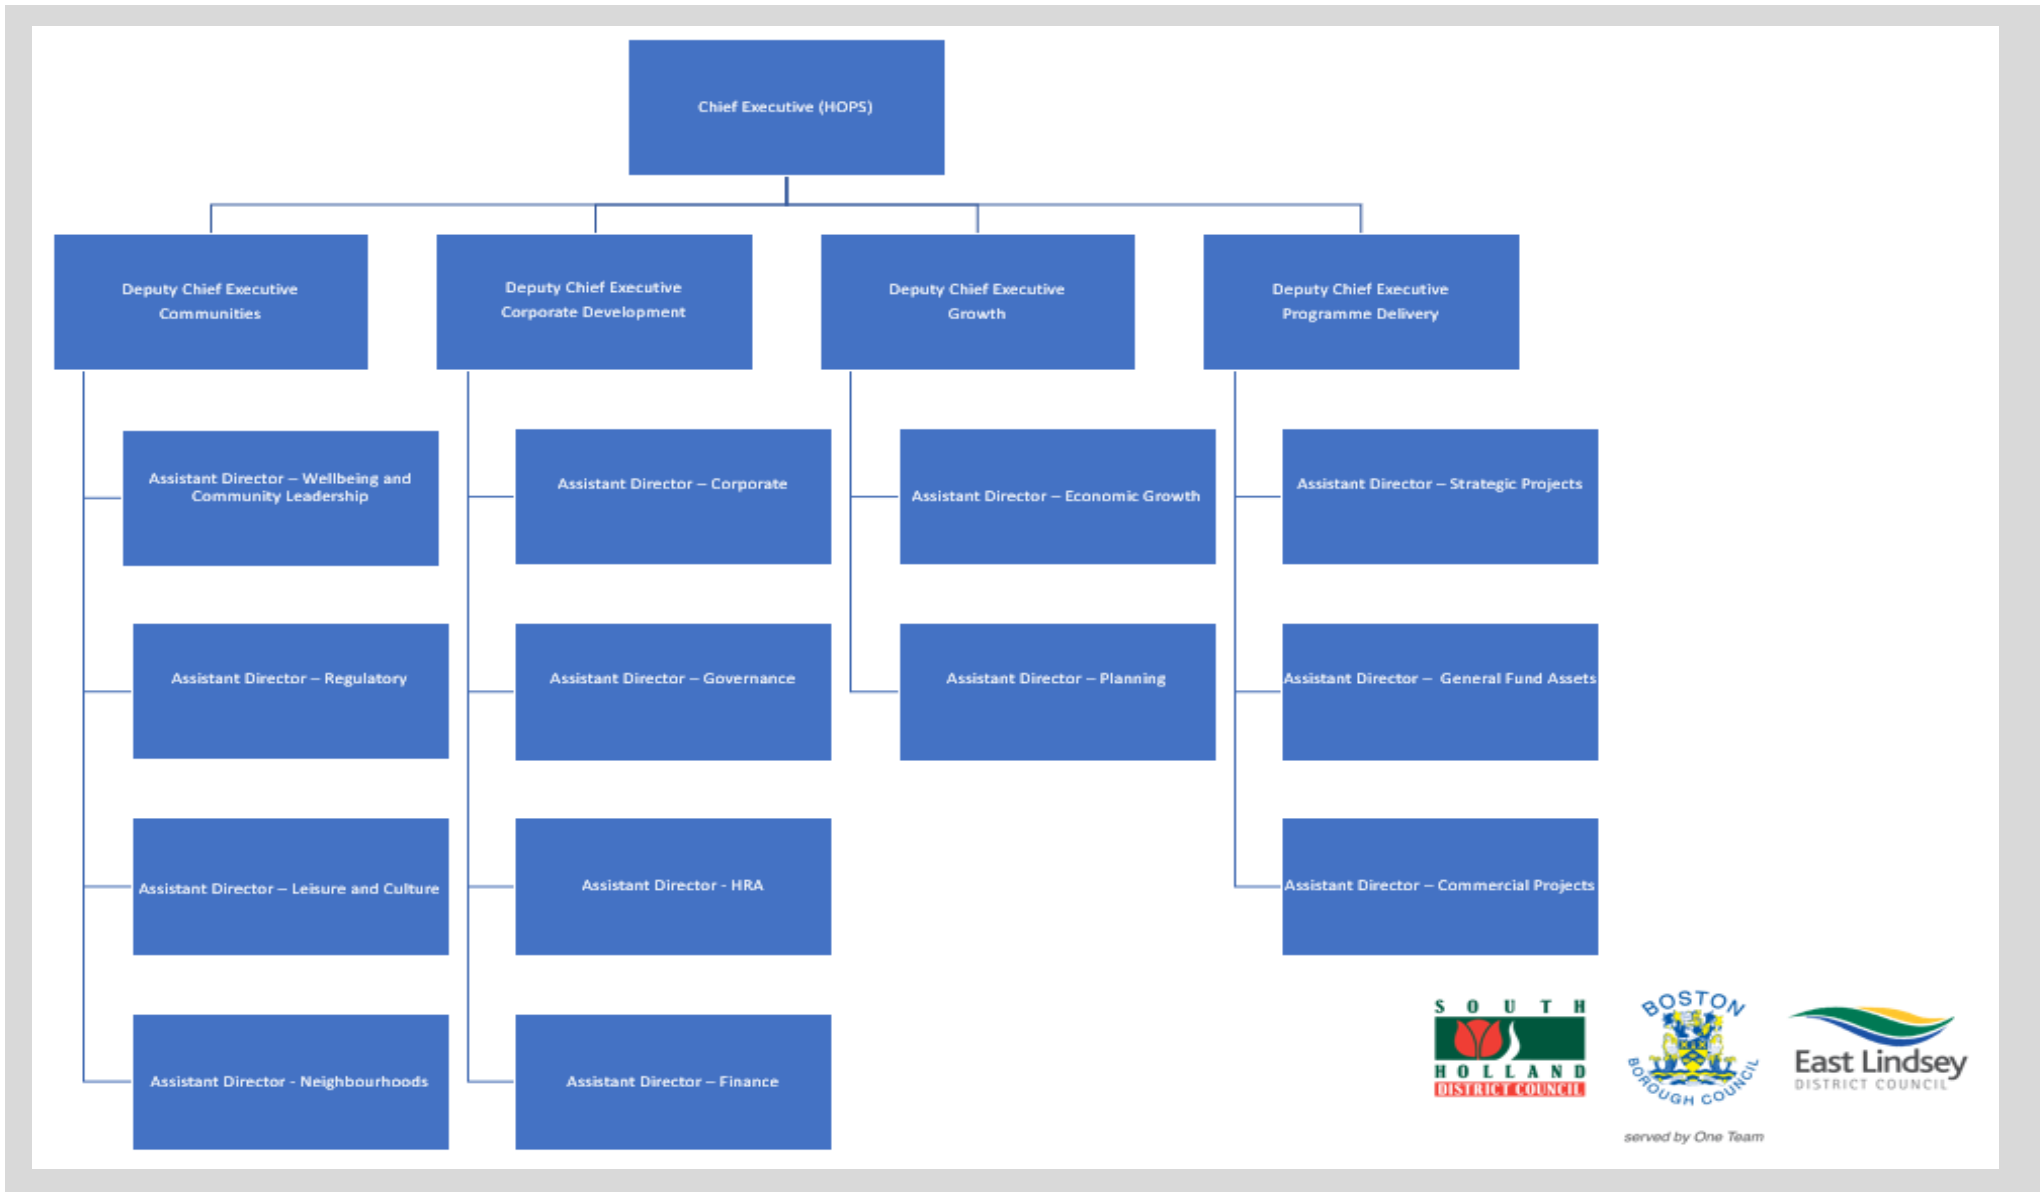 Chief Executive (HOPS)
Deputy Chief Executive
Communities
Deputy Chief Executive
Corporate Development
Deputy Chief Executive
Growth
Deputy Chief Executive
Programme Delivery
Assistant Director – Wellbeing and
Community Leadership
Assistant Director – Corporate
Assistant Director – Economic Growth
Assistant Director – Strategic Projects
Assistant Director – Regulatory
Assistant Director – Governance
Assistant Director – Planning
Assistant Director –  General Fund Assets
Assistant Director – Leisure and Culture
Assistant Director - HRA
Assistant Director – Commercial Projects
Assistant Director - Neighbourhoods
Assistant Director – Finance
SOUTH
HOLLAND
DISTRICT COUNCIL
BOSTON
BOROUGH COUNCIL
East Lindsey
DISTRICT COUNCIL
served by One Team